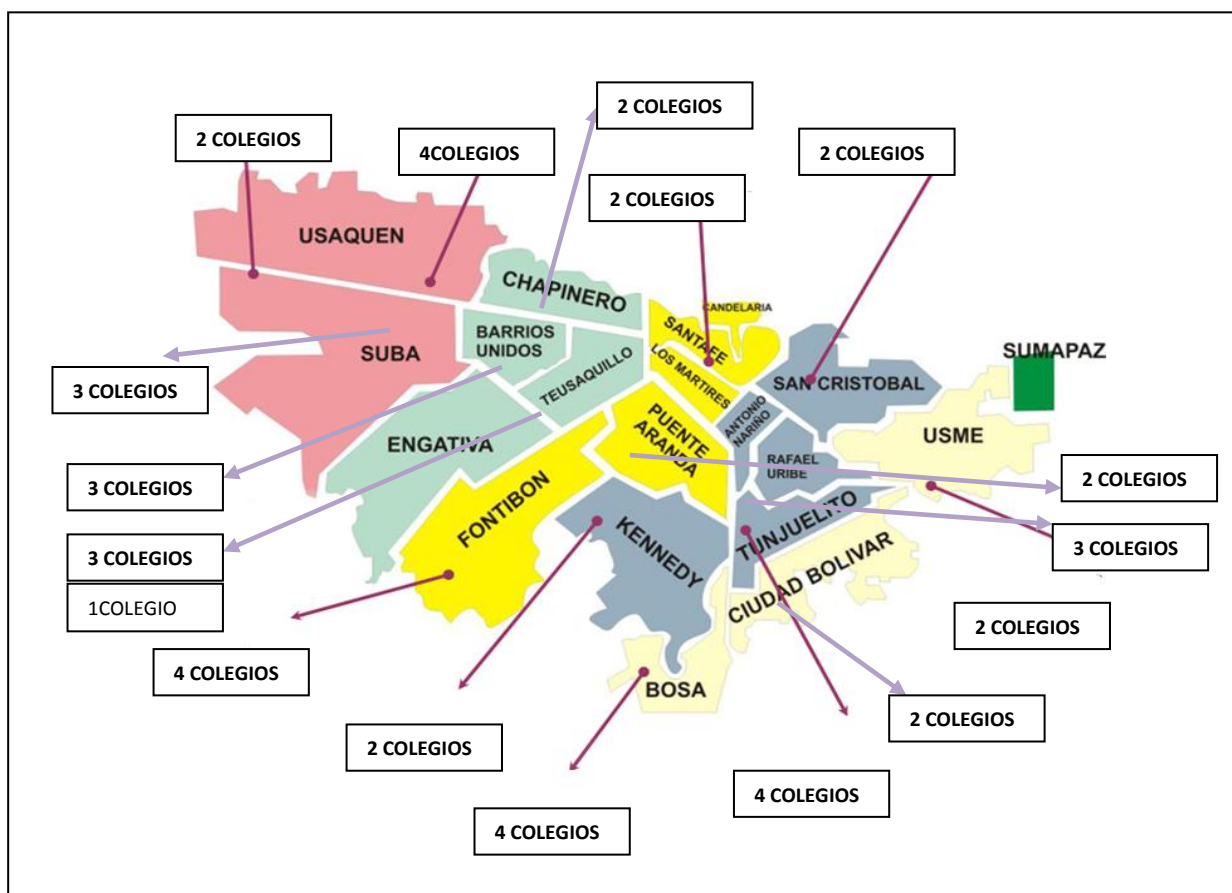 2 COLEGIOS
2 COLEGIOS
4COLEGIOS
2 COLEGIOS
2 COLEGIOS
USAQUEN
CHAPINERO
CANDELARIA
SANTAFE
BARRIOS
UNIDOS
SUBA
TEUSAQUILLO
LOS MARTIRES
SAN CRISTOBAL
SUMAPAZ
3 COLEGIOS
ENGATIVA
PUENTE
ARANDA
ANTONIO
NARIÑO
RAFAEL
URIBE
USME
3 COLEGIOS
2 COLEGIOS
FONTIBON
KENNEDY
TUNJUELITO
3 COLEGIOS
3 COLEGIOS
1COLEGIO
CIUDAD BOLIVAR
2 COLEGIOS
4 COLEGIOS
BOSA
2 COLEGIOS
2 COLEGIOS
4 COLEGIOS
4 COLEGIOS